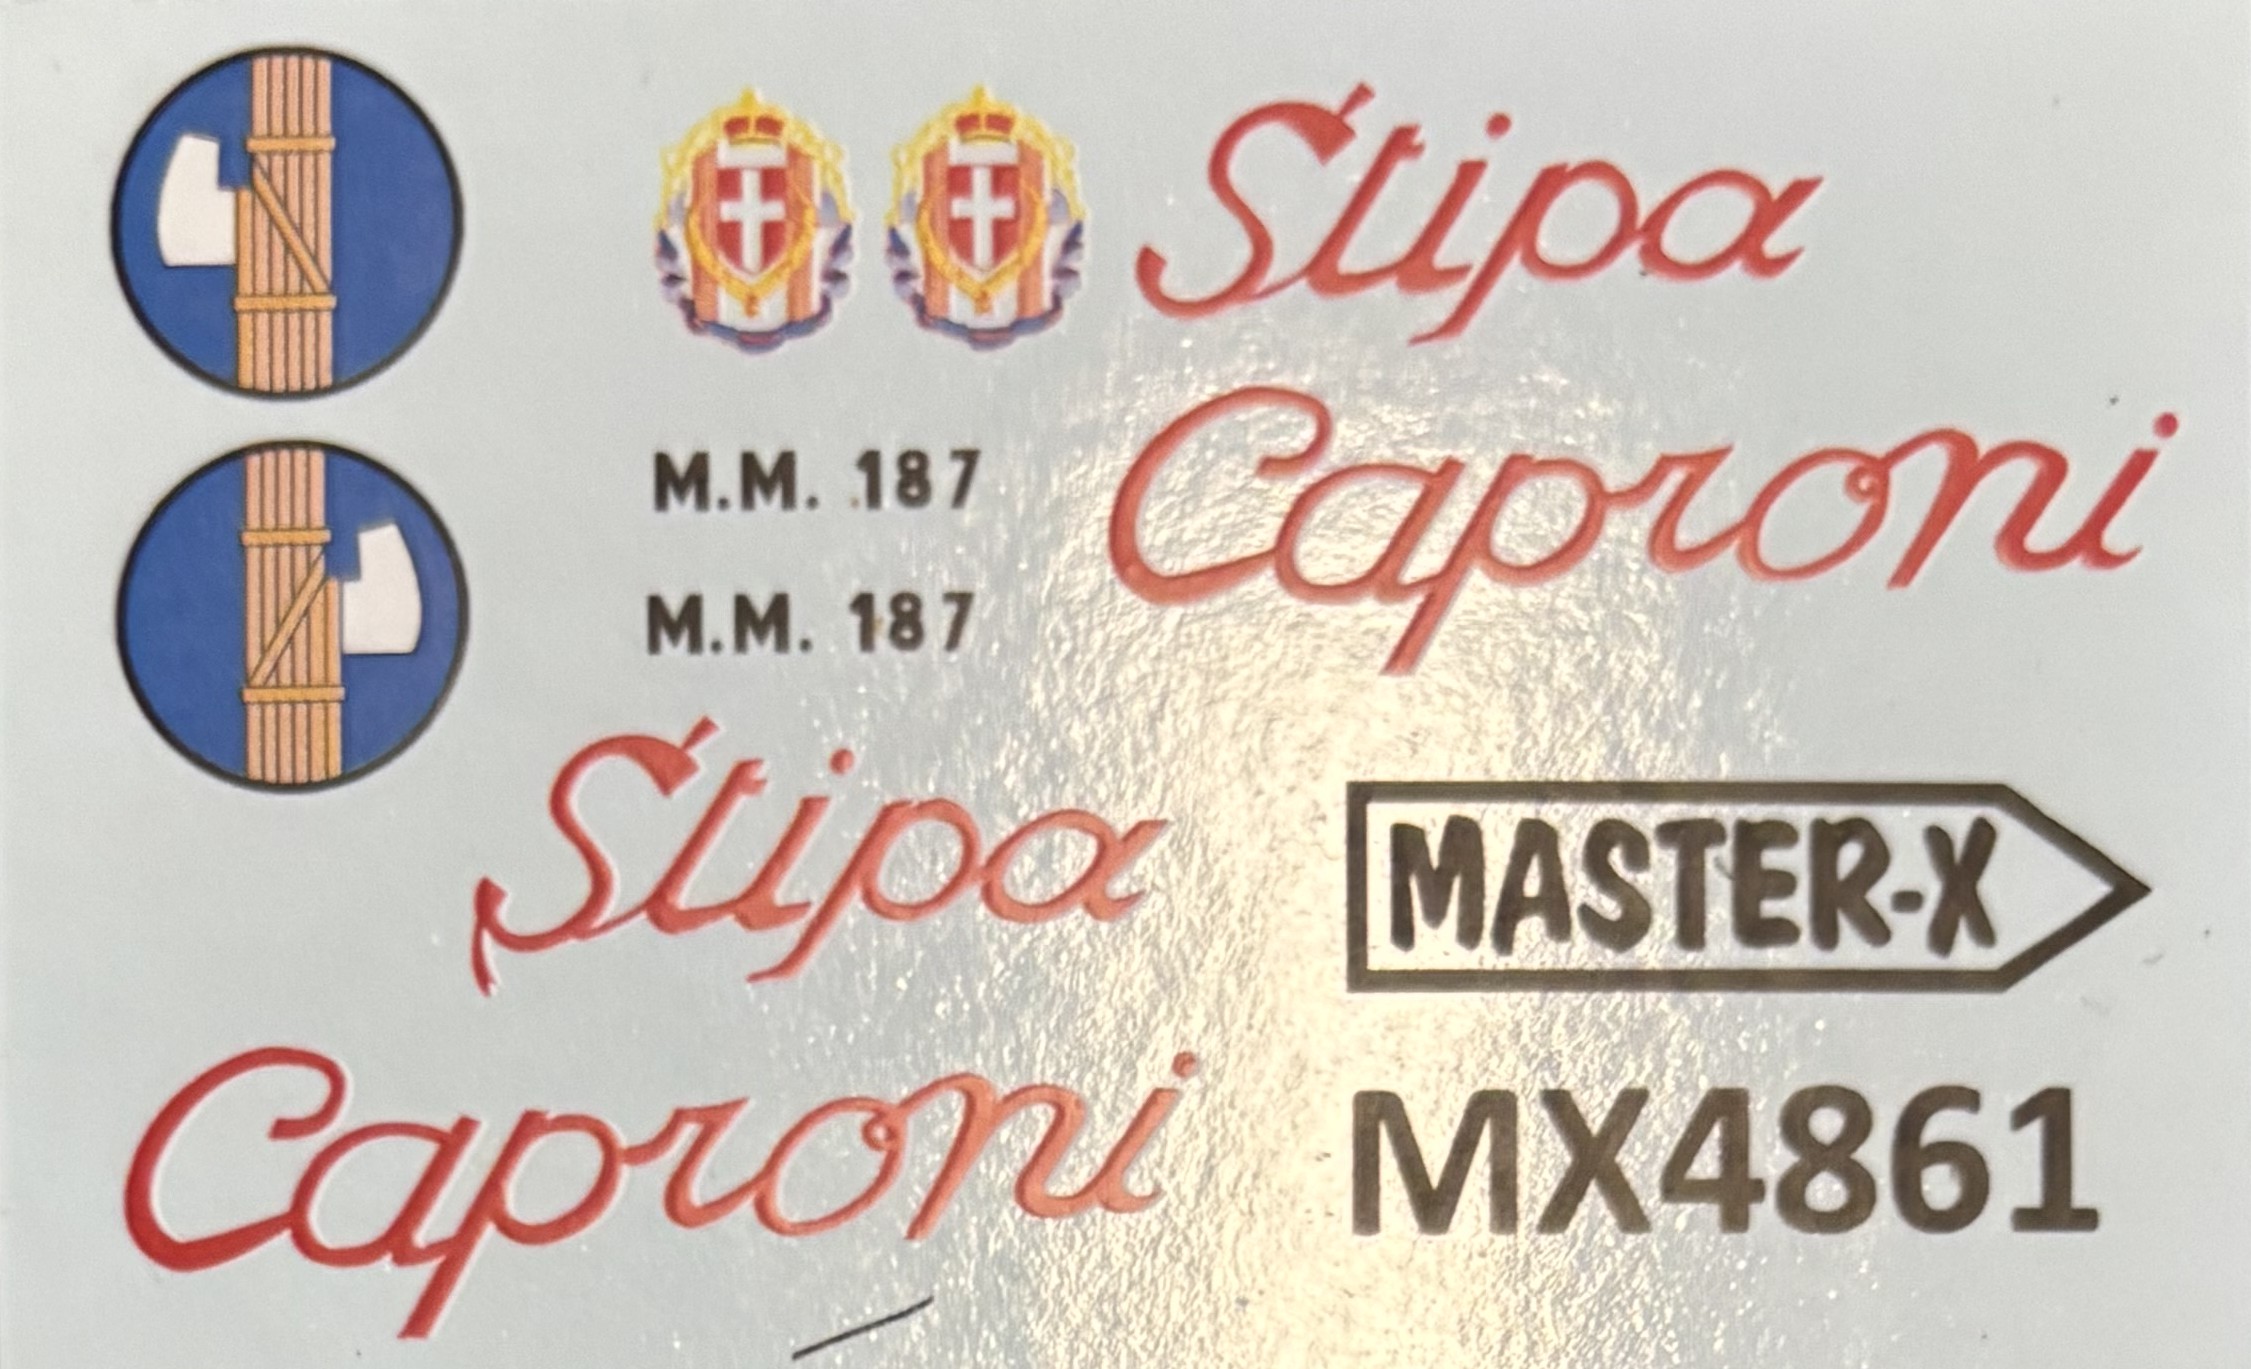 Stipa
Caproni
M.M. 187
M.M. 187
Stipa
Caproni
MASTER-X
MX4861